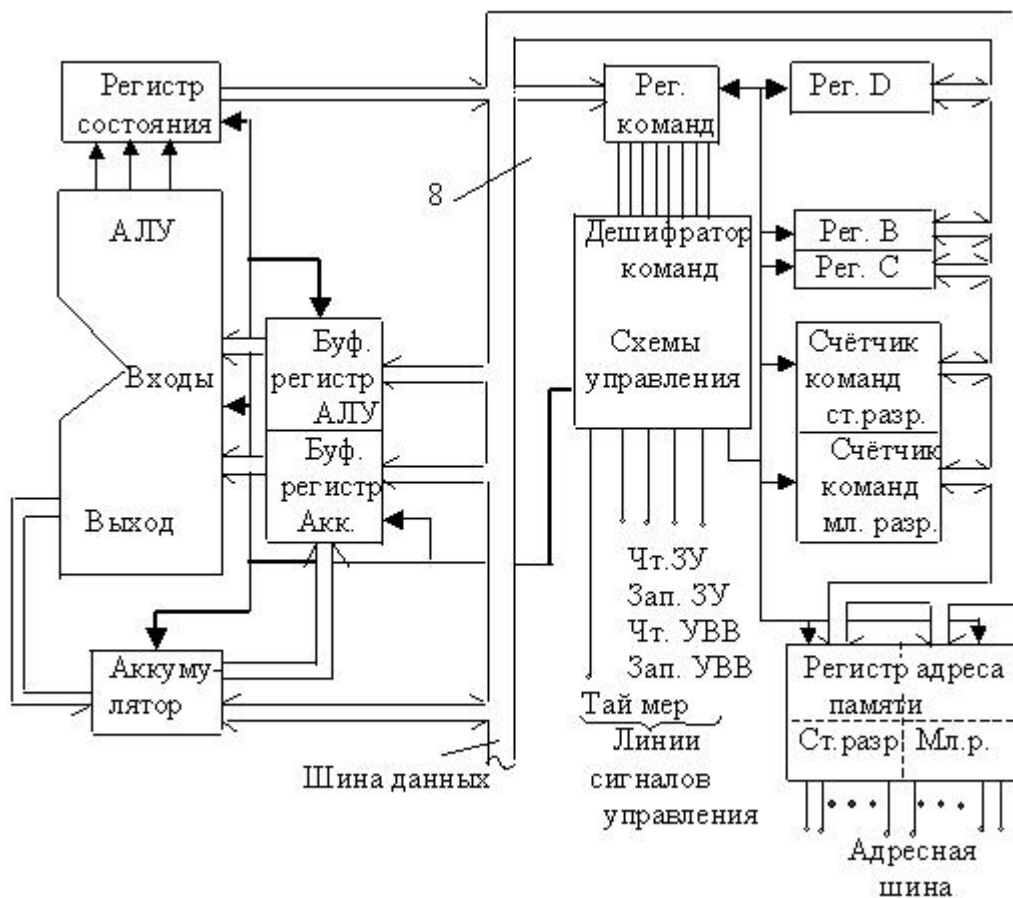 Регистр
состояния
Рег.
команд
Рег. D
8
АЛУ
Дешифратор
команд
Рег. В
Рег. С
Буф.
регистр
АЛУ
Входы
Схемы
управления
Счётчик
команд
ст.разр.
Буф.
регистр
Акк.
Счётчик
команд
мл. разр.
Выход
Чт.ЗУ
Зап. ЗУ
Чт. УВВ
Зап. УВВ
Аккуму-
лятор
Тай мер
Регистр адреса
памяти
Ст.разр
Мл.р.
Шина данных
Линии
сигналов
управления
Адресная
шина